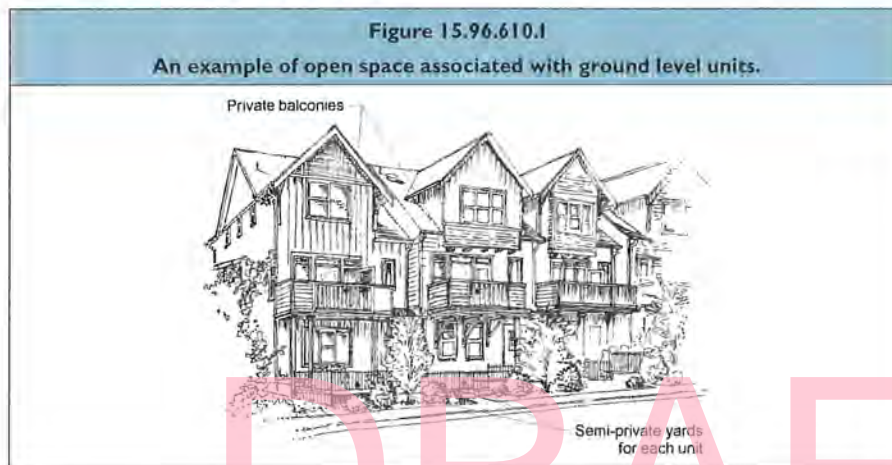 Figure 15.96.610.1
An example of open space associated with ground level units.
Private balconies
Semi-private yards
for each unit